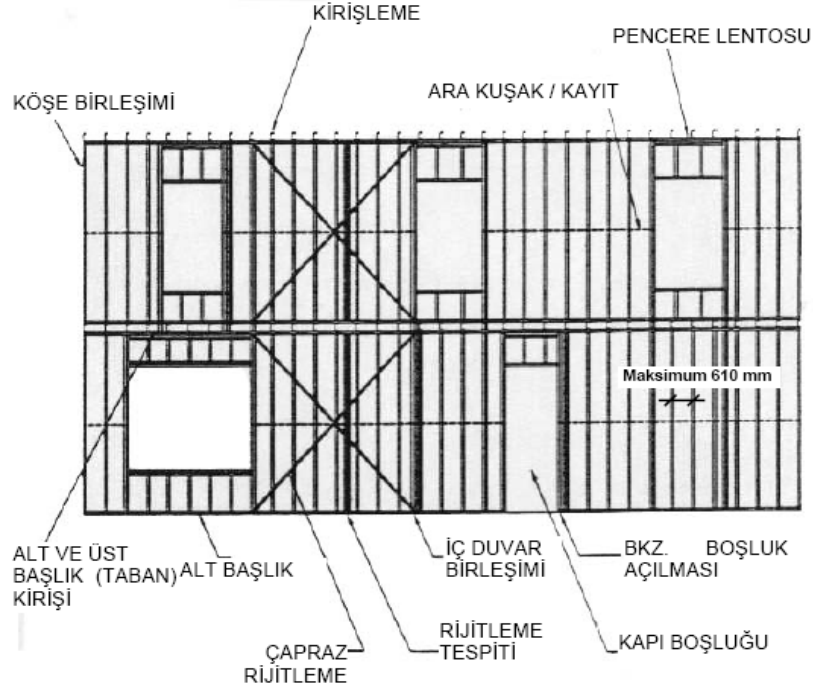 KİRİŞLEME
PENCERE LENTOSU
ARA KUŞAK / KAYIT
KÖŞE BİRLEŞİMİ
Maksimum 610 mm
ALT VE ÜST
BAŞLIK (TABAN)
KİRİŞİ
ALT BAŞLIK
ÇAPRAZ
RIJİTLEME
RİJİTLEME
TESPİTİ
İÇ DUVAR
BİRLEŞİMİ
BKZ. BOŞLUK
AÇILMASI
KAPI BOŞLUĞU